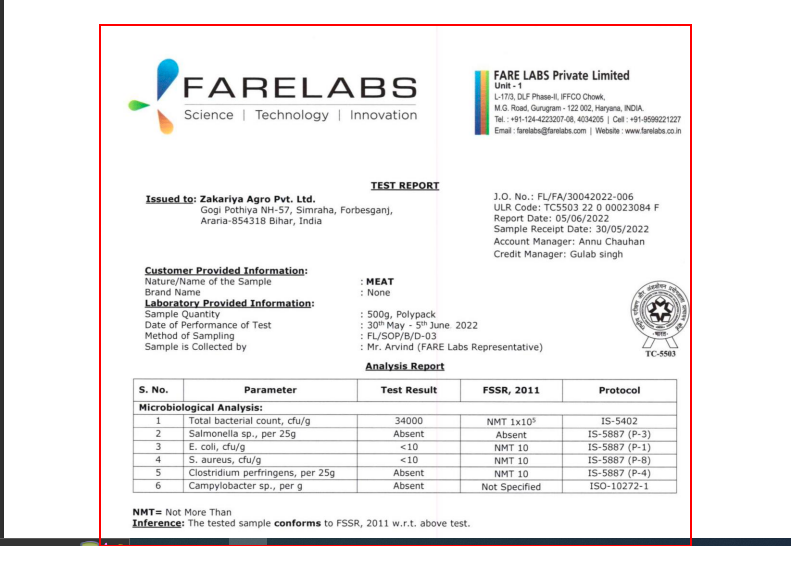 FARELABS
Science | Technology | Innovation
FARE LABS Private Limited
Unit - 1
L-17/3, DLF Phase-II, IFFCO Chowk,
M.G. Road, Gurugram - 122 002, Haryana, INDIA.
Tel. : +91-124-4223207-08, 4034205 | Cell : +91-9599221227
Email : farelabs@farelabs.com | Website : www.farelabs.co.in
TEST REPORT
Issued to: Zakariya Agro Pvt. Ltd.
Gogi Pothiya NH-57, Simraha, Forbesganj,
Araria-854318 Bihar, India
J.O. No.: FL/FA/30042022-006
ULR Code: TC5503 22 0 00023084 F
Report Date: 05/06/2022
Sample Receipt Date: 30/05/2022
Account Manager: Annu Chauhan
Credit Manager: Gulab singh
Customer Provided Information:
Nature/Name of the Sample : MEAT
Brand Name : None
Laboratory Provided Information:
Sample Quantity : 500g, Polypack
Date of Performance of Test : 30th May - 5th June 2022
Method of Sampling : FL/SOP/B/D-03
Sample is Collected by : Mr. Arvind (FARE Labs Representative)
TC-5503
Analysis Report
S. No. Parameter Test Result FSSR, 2011 Protocol
Microbiological Analysis:
1 Total bacterial count, cfu/g 34000 NMT 1x10⁵ IS-5402
2 Salmonella sp., per 25g Absent Absent IS-5887 (P-3)
3 E. coli, cfu/g <10 NMT 10 IS-5887 (P-1)
4 S. aureus, cfu/g <10 NMT 10 IS-5887 (P-8)
5 Clostridium perfringens, per 25g Absent NMT 10 IS-5887 (P-4)
6 Campylobacter sp., per g Absent Not Specified ISO-10272-1
NMT= Not More Than
Inference: The tested sample conforms to FSSR, 2011 w.r.t. above test.